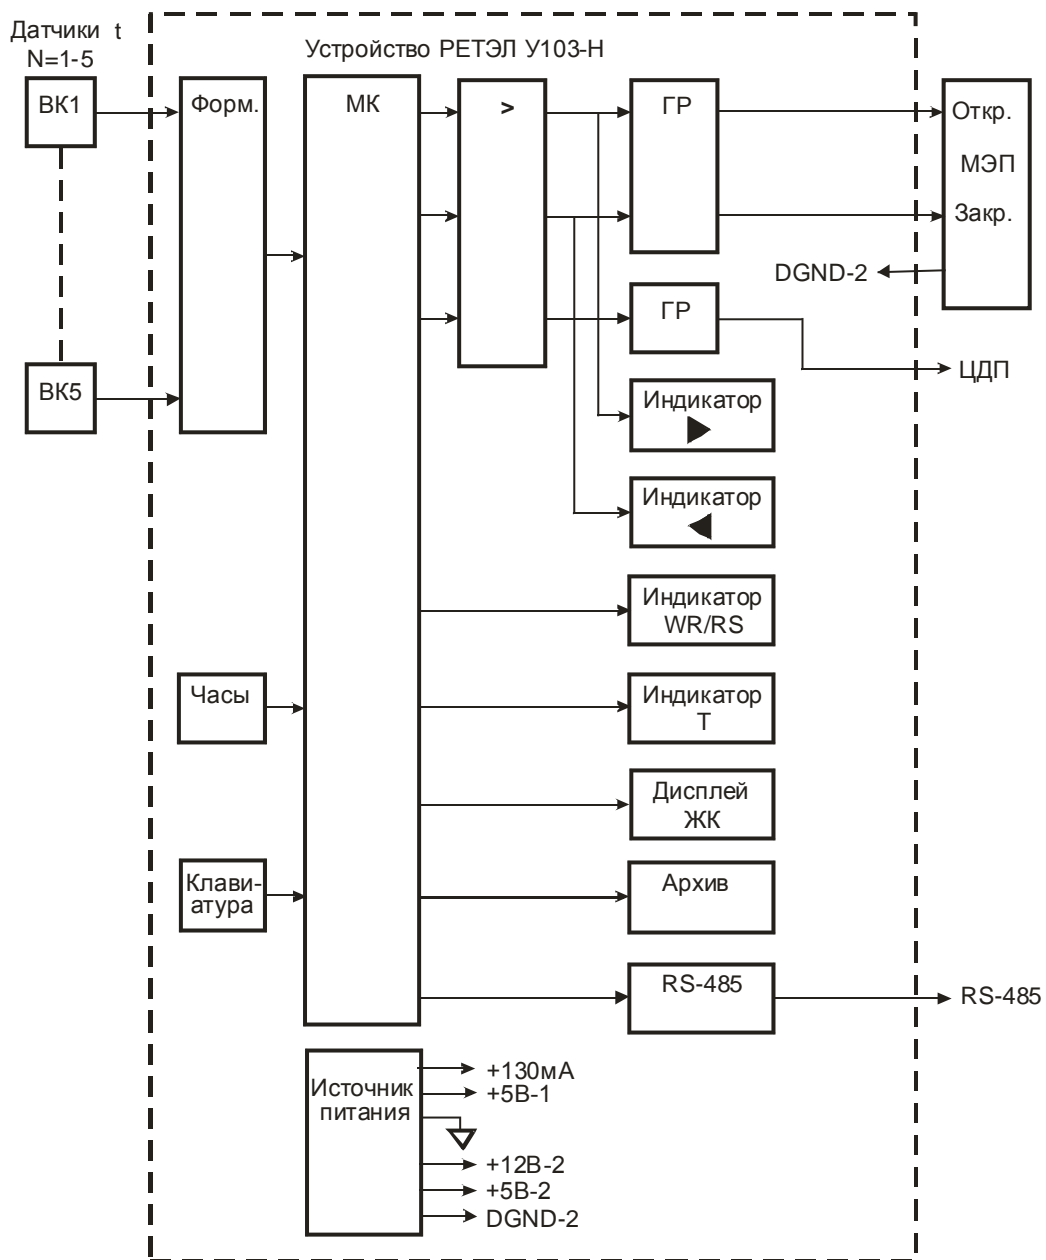 Датчики t
N=1-5
Устройство РЕТЭЛ У103-Н
ВК1
Форм.
МК
>
ГР
Откр.
МЭП
Закр.
DGND-2
ГР
ЦДП
ВК5
Индикатор
Индикатор
Индикатор
WR/RS
Часы
Индикатор
Т
Дисплей
ЖК
Клави-
атура
Архив
RS-485
RS-485
Источник
питания
+130мА
+5В-1
+12В-2
+5В-2
DGND-2